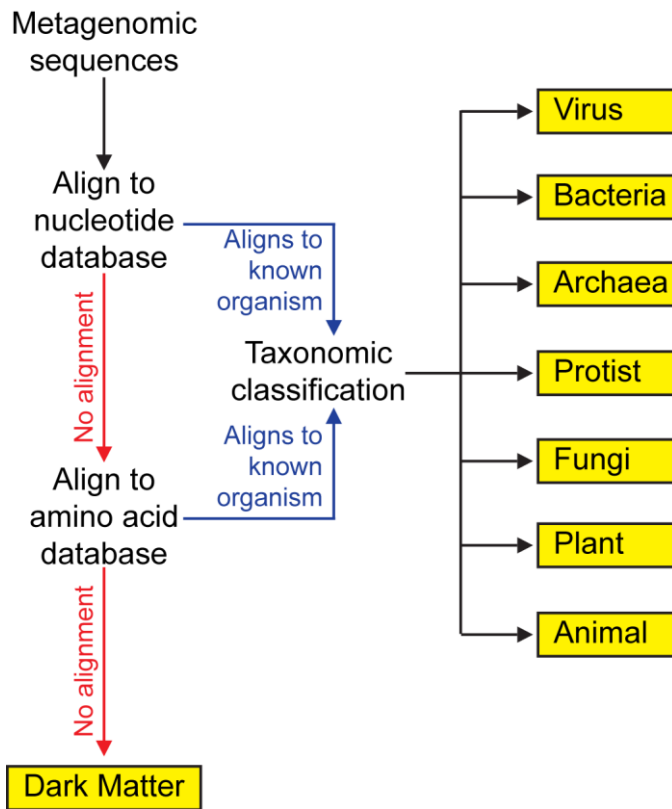 Metagenomic
sequences
Align to
nucleotide
database
Aligns to
known
organism
No alignment
Taxonomic
classification
Align to
amino acid
database
Aligns to
known
organism
No alignment
Dark Matter
Virus
Bacteria
Archaea
Protist
Fungi
Plant
Animal